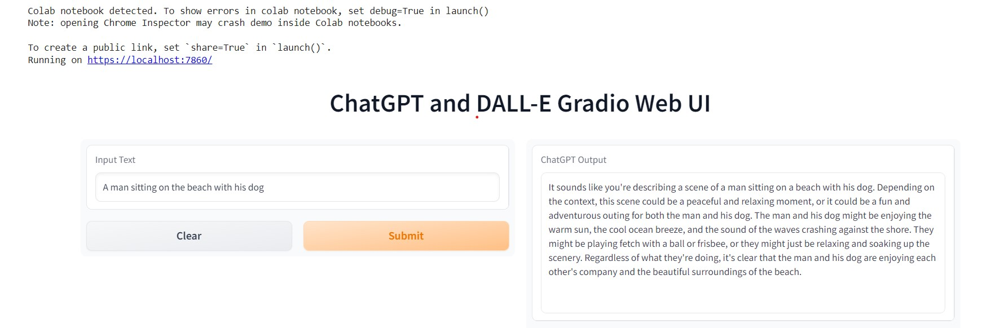 Colab notebook detected. To show errors in colab notebook, set debug=True in launch()
Note: opening Chrome Inspector may crash demo inside Colab notebooks.
To create a public link, set `share=True` in `launch()`.
Running on https://localhost:7860/
ChatGPT and DALL-E Gradio Web UI
Input Text
A man sitting on the beach with his dog
Clear
Submit
ChatGPT Output
It sounds like you're describing a scene of a man sitting on a beach with his dog. Depending on
the context, this scene could be a peaceful and relaxing moment, or it could be a fun and
adventurous outing for both the man and his dog. The man and his dog might be enjoying the
warm sun, the cool ocean breeze, and the sound of the waves crashing against the shore. They
might be playing fetch with a ball or frisbee, or they might just be relaxing and soaking up the
scenery. Regardless of what they're doing, it's clear that the man and his dog are enjoying each
other's company and the beautiful surroundings of the beach.